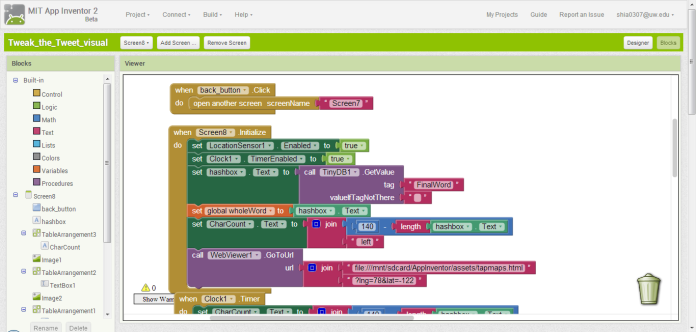 MIT App Inventor 2
Beta
Project Connect Build Help My Projects Guide Report an Issue shia0307@uw.edu
Tweak_the_Tweet_visual Screen8 Add Screen ... Remove Screen Designer Blocks
Blocks Viewer
Built-in
Control
Logic
Math
Text
Lists
Colors
Variables
Procedures
Screen8
back_button
hashbox
TableArrangement3
CharCount
Image1
TableArrangement2
TextBox1
Image2
TableArrangement1
Rename Delete
when back_button .Click
do open another screen screenName " Screen7 "
when Screen8 .Initialize
do set LocationSensor1 . Enabled to true
set Clock1 . TimerEnabled to true
set hashbox . Text to call TinyDB1 .GetValue
tag " FinalWord "
valueIfTagNotThere " "
set global wholeWord to hashbox . Text
set CharCount . Text to join 140 - length hashbox . Text
" left "
call WebViewer1 .GoToUrl
url join " file:///mnt/sdcard/AppInventor/assets/tapmaps.html "
" ?lng=78&lat=-122 "
0
Show Warn
when Clock1 .Timer
do set CharCount . Text to join length hashbox . Text